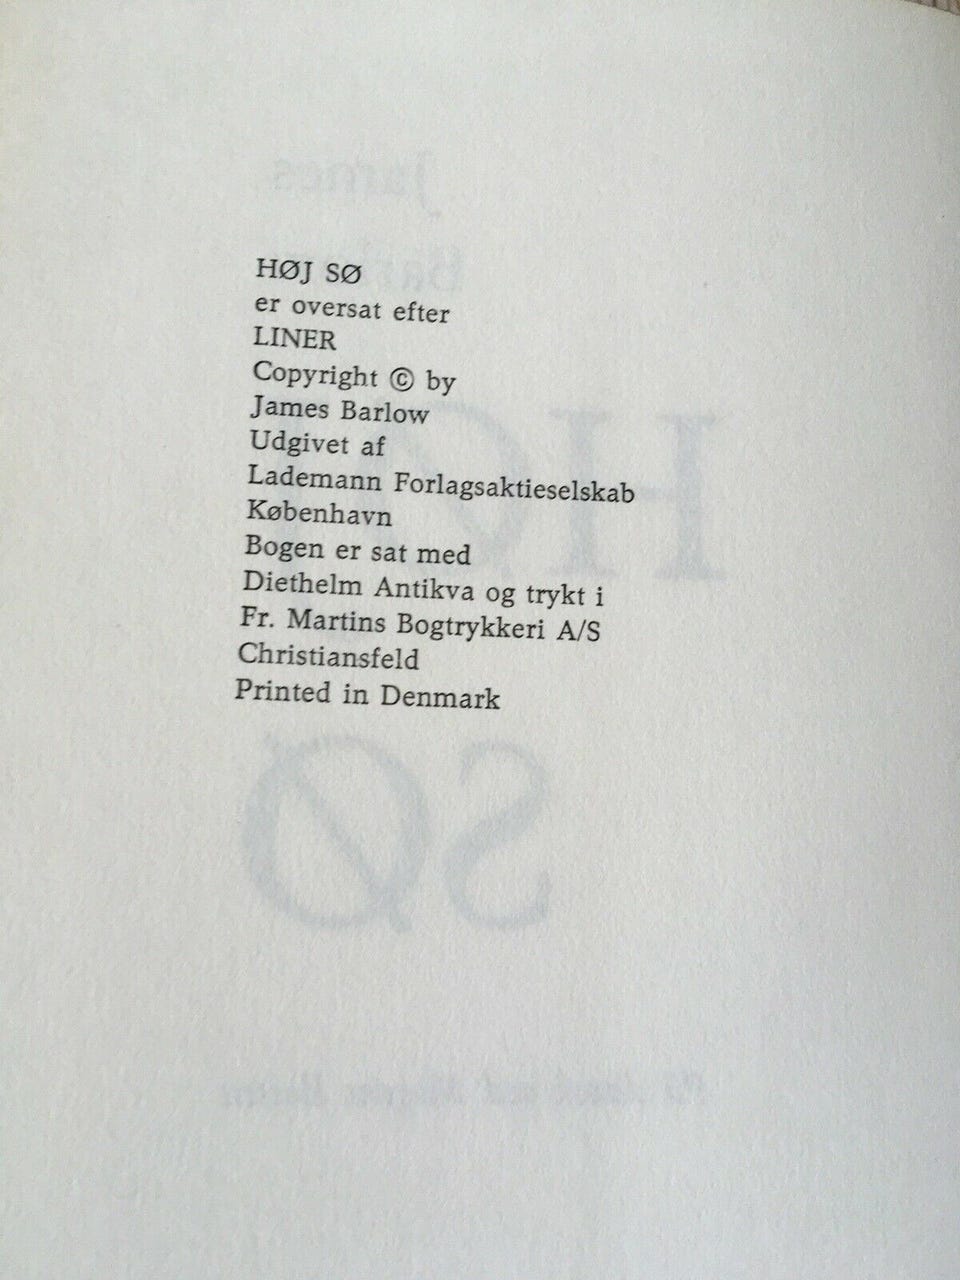 HØJ SØ
er oversat efter
LINER
Copyright © by
James Barlow
Udgivet af
Lademann Forlagsaktieselskab
København
Bogen er sat med
Diethelm Antikva og trykt i
Fr. Martins Bogtrykkeri A/S
Christiansfeld
Printed in Denmark